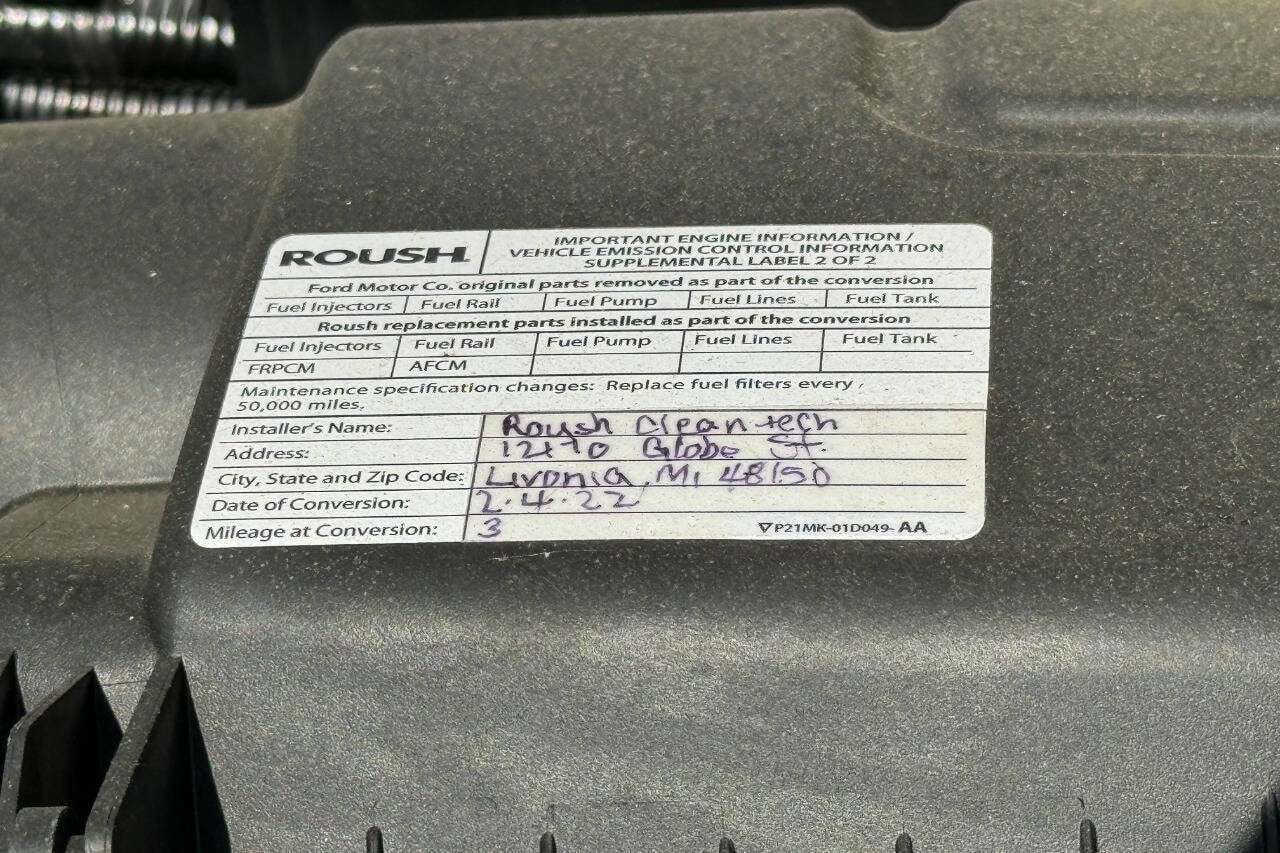 ROUSH
IMPORTANT ENGINE INFORMATION /
VEHICLE EMISSION CONTROL INFORMATION
SUPPLEMENTAL LABEL 2 OF 2
Ford Motor Co. original parts removed as part of the conversion
Fuel Injectors Fuel Rail Fuel Pump Fuel Lines Fuel Tank
Roush replacement parts installed as part of the conversion
Fuel Injectors Fuel Rail Fuel Pump Fuel Lines Fuel Tank
FRPCM AFCM
Maintenance specification changes: Replace fuel filters every
50,000 miles.
Installer's Name: Roush Cleantech
Address: 12170 Globe St.
City, State and Zip Code: Livonia, MI 48150
Date of Conversion: 2.4.22
Mileage at Conversion: 3
P21MK-01D049-AA